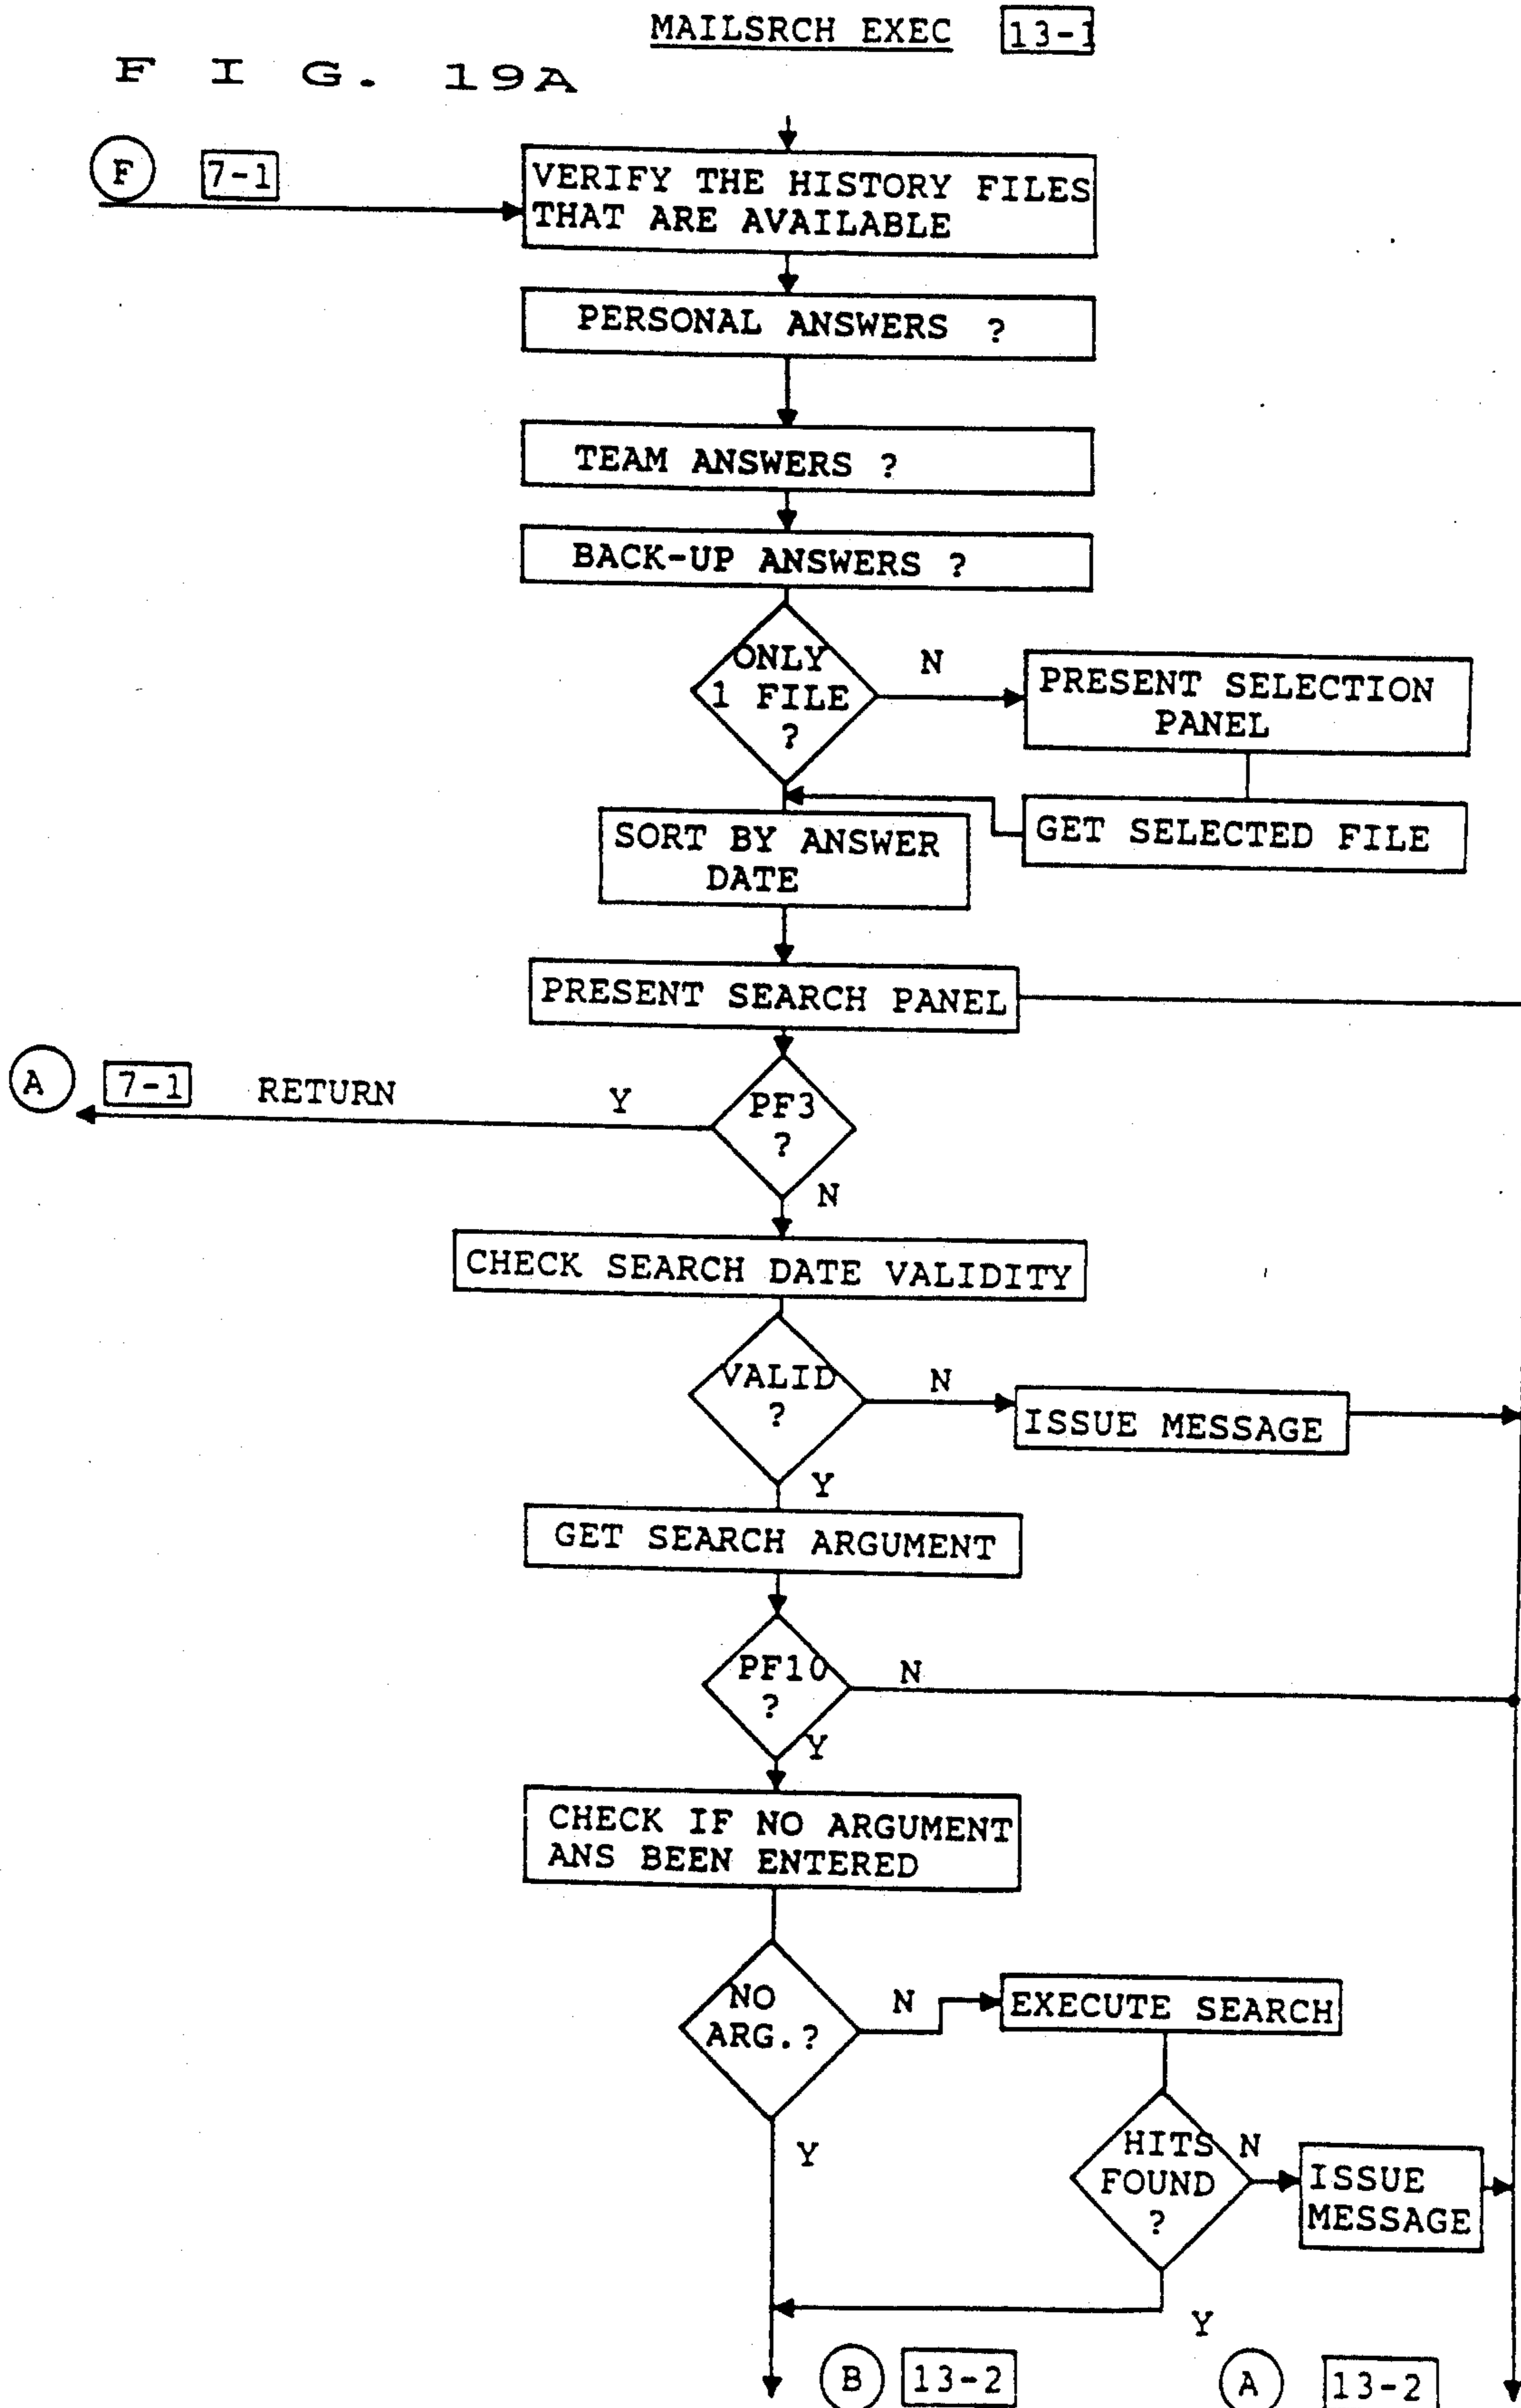 MAILSRCH EXEC 13-1
F I G. 19A
F 7-1
VERIFY THE HISTORY FILES
THAT ARE AVAILABLE
PERSONAL ANSWERS ?
TEAM ANSWERS ?
BACK-UP ANSWERS ?
ONLY
1 FILE
?
N
PRESENT SELECTION
PANEL
GET SELECTED FILE
SORT BY ANSWER
DATE
PRESENT SEARCH PANEL
A 7-1 RETURN Y
PF3
?
N
CHECK SEARCH DATE VALIDITY
VALID
?
N
ISSUE MESSAGE
Y
GET SEARCH ARGUMENT
PF10
?
N
Y
CHECK IF NO ARGUMENT
ANS BEEN ENTERED
NO
ARG.?
N
EXECUTE SEARCH
Y
HITS
FOUND
?
N
ISSUE
MESSAGE
Y
B 13-2
A 13-2